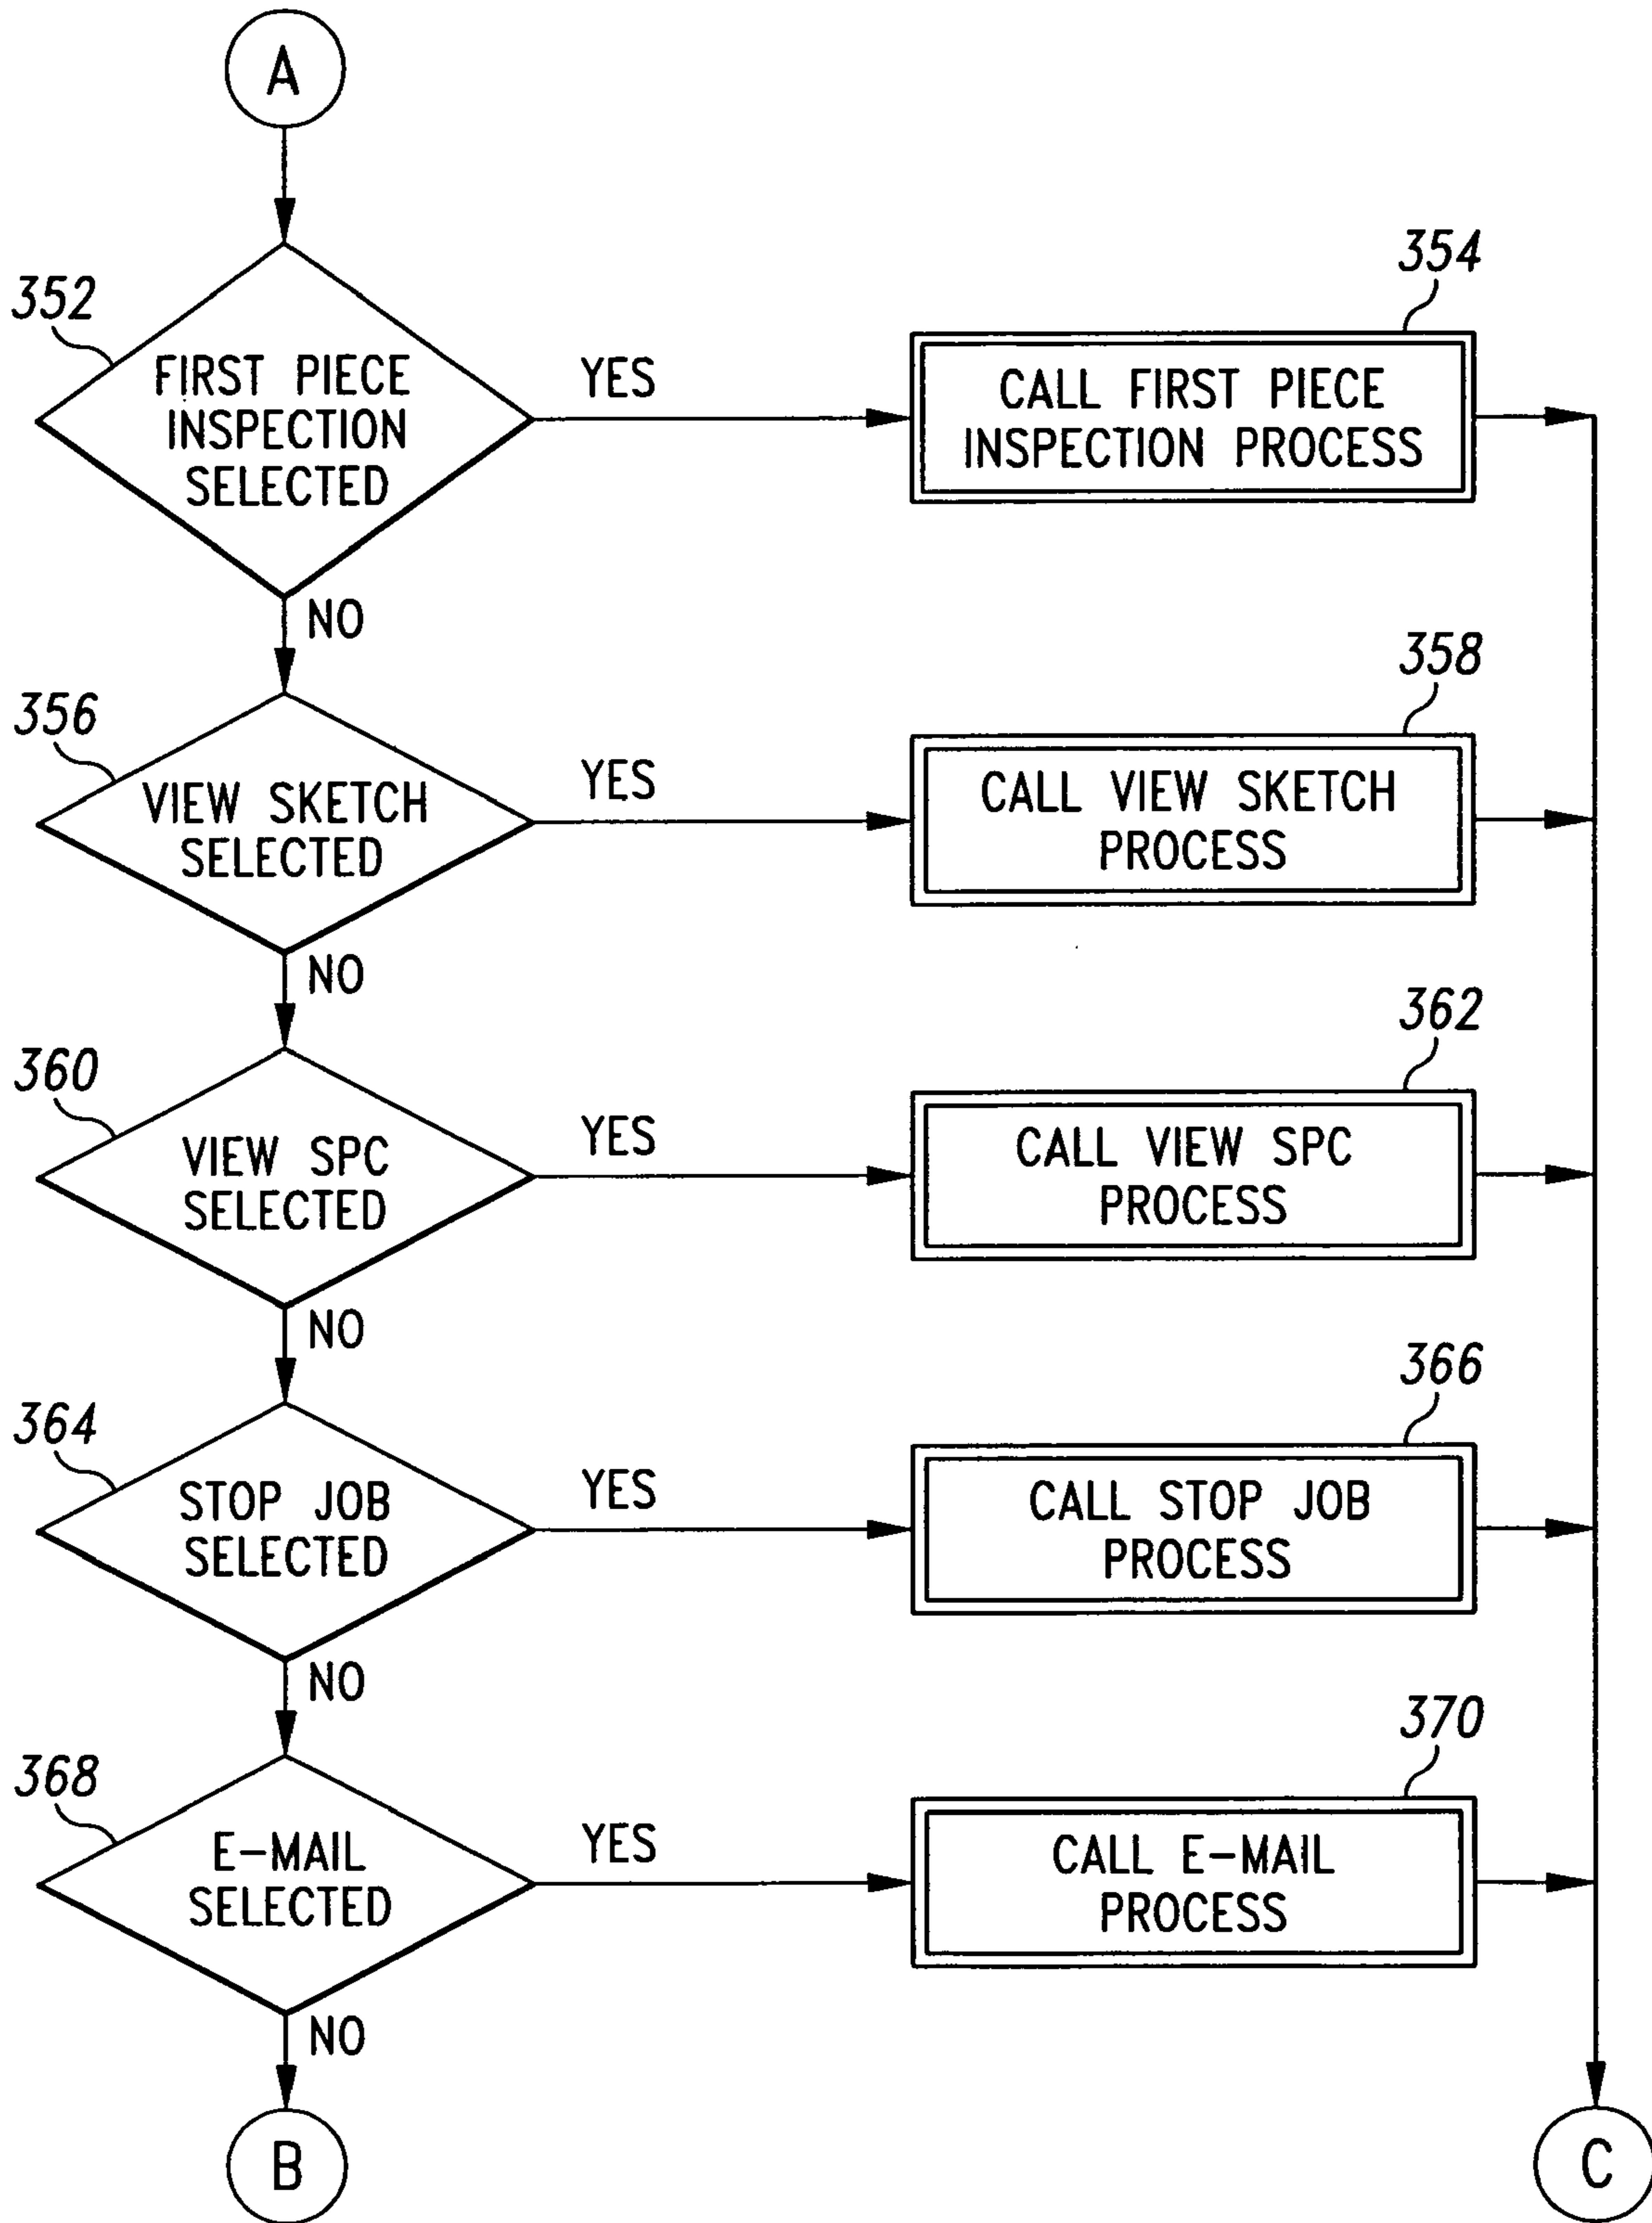 A
352
FIRST PIECE
INSPECTION
SELECTED
YES
354
CALL FIRST PIECE
INSPECTION PROCESS
NO
356
VIEW SKETCH
SELECTED
YES
358
CALL VIEW SKETCH
PROCESS
NO
360
VIEW SPC
SELECTED
YES
362
CALL VIEW SPC
PROCESS
NO
364
STOP JOB
SELECTED
YES
366
CALL STOP JOB
PROCESS
NO
368
E-MAIL
SELECTED
YES
370
CALL E-MAIL
PROCESS
NO
B
C